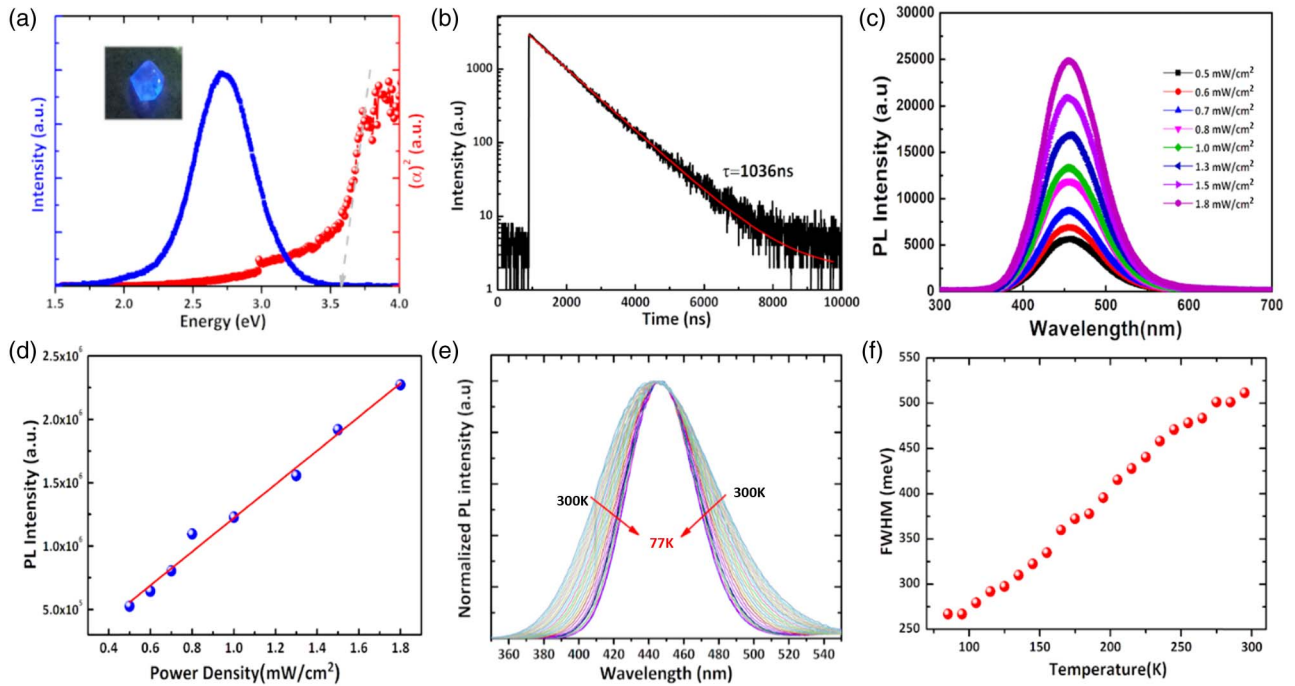 (a)
Intensity (a.u.)
1.5
2.0
2.5
3.0
3.5
4.0
Energy (eV)
(α)² (a.u.)
(b)
Intensity (a.u)
1000
100
10
1
τ=1036ns
0
2000
4000
6000
8000
10000
Time (ns)
(c)
PL Intensity (a.u)
30000
25000
20000
15000
10000
5000
0
0.5 mW/cm²
0.6 mW/cm²
0.7 mW/cm²
0.8 mW/cm²
1.0 mW/cm²
1.3 mW/cm²
1.5 mW/cm²
1.8 mW/cm²
300
400
500
600
700
Wavelength(nm)
(d)
PL Intensity (a.u.)
2.5x10⁶
2.0x10⁶
1.5x10⁶
1.0x10⁶
5.0x10⁵
0.4
0.6
0.8
1.0
1.2
1.4
1.6
1.8
Power Density(mW/cm²)
(e)
Normalized PL intensity (a.u)
300K
300K
77K
360
380
400
420
440
460
480
500
520
540
Wavelength (nm)
(f)
FWHM (meV)
550
500
450
400
350
300
250
50
100
150
200
250
300
Temperature(K)